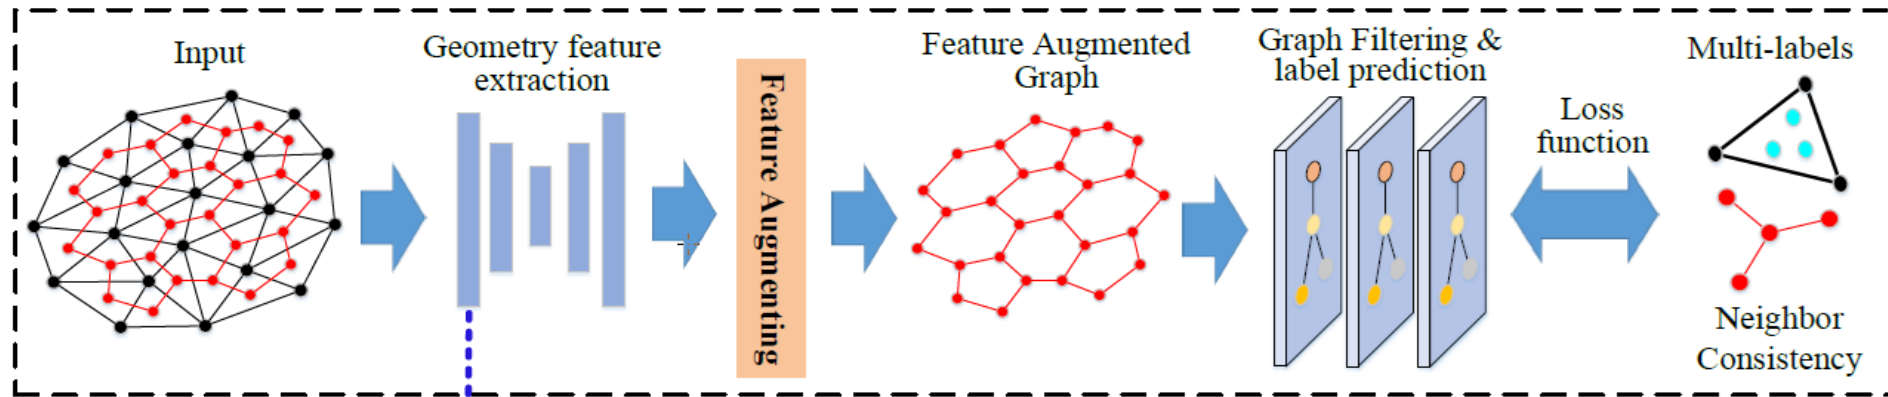 Input
Geometry feature
extraction
Feature Augmenting
Feature Augmented
Graph
Graph Filtering &
label prediction
Loss
function
Multi-labels
Neighbor
Consistency